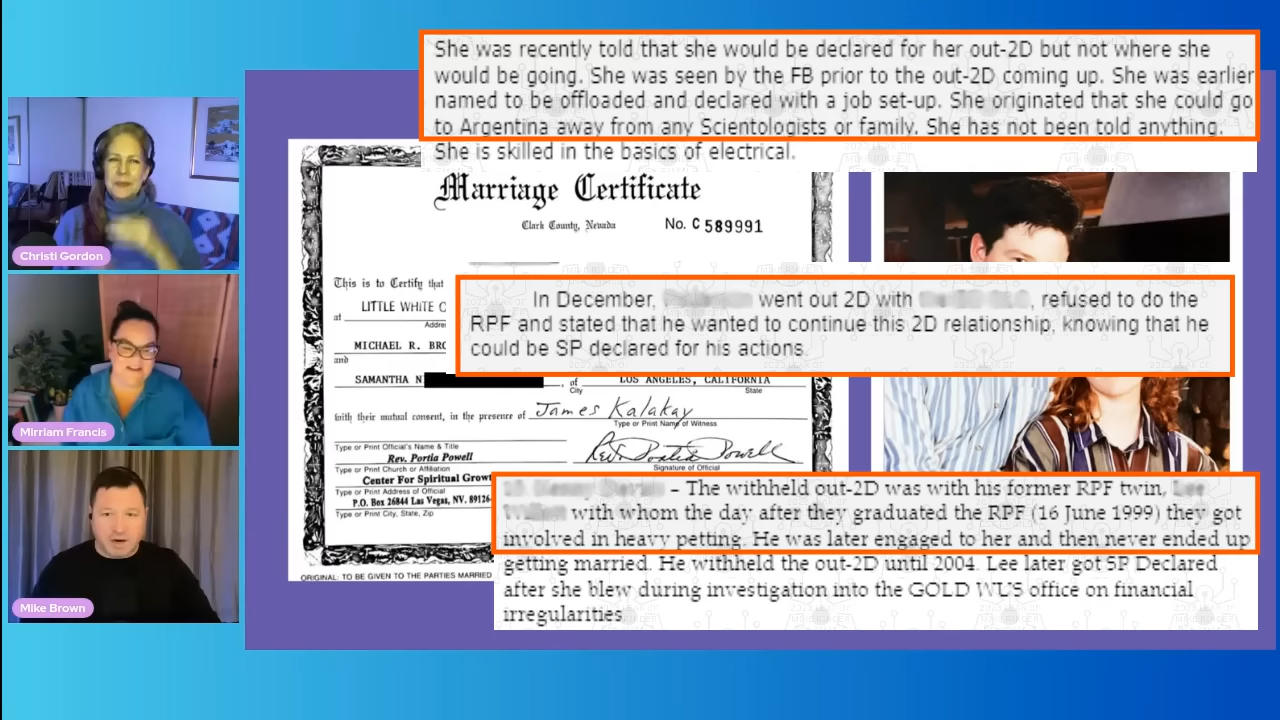 She was recently told that she would be declared for her out-2D but not where she
would be going. She was seen by the FB prior to the out-2D coming up. She was earlier
named to be offloaded and declared with a job set-up. She originated that she could go
to Argentina away from any Scientologists or family. She has not been told anything.
She is skilled in the basics of electrical.
Marriage Certificate
Clark County, Nevada
No. C 589991
This is to Certify that
at LITTLE WHITE C
Addre
MICHAEL R. BRO
and
In December, went out 2D with , refused to do the
RPF and stated that he wanted to continue this 2D relationship, knowing that he
could be SP declared for his actions.
SAMANTHA N , of LOS ANGELES, CALIFORNIA
City State
with their mutual consent, in the presence of James Kalakay
Type or Print Name of Witness
Type or Print Official's Name & Title
Rev. Portia Powell
Rev Portia Powell
Signature of Official
Type or Print Church or Affiliation
Center For Spiritual Growt
Type or Print Address of Official
P.O. Box 26844 Las Vegas, NV. 89126
Type or Print City, State, Zip
ORIGINAL: TO BE GIVEN TO THE PARTIES MARRIED
– The withheld out-2D was with his former RPF twin, Lee
with whom the day after they graduated the RPF (16 June 1999) they got
involved in heavy petting. He was later engaged to her and then never ended up
getting married. He withheld the out-2D until 2004. Lee later got SP Declared
after she blew during investigation into the GOLD WUS office on financial
irregularities
Christi Gordon
Mirriam Francis
Mike Brown